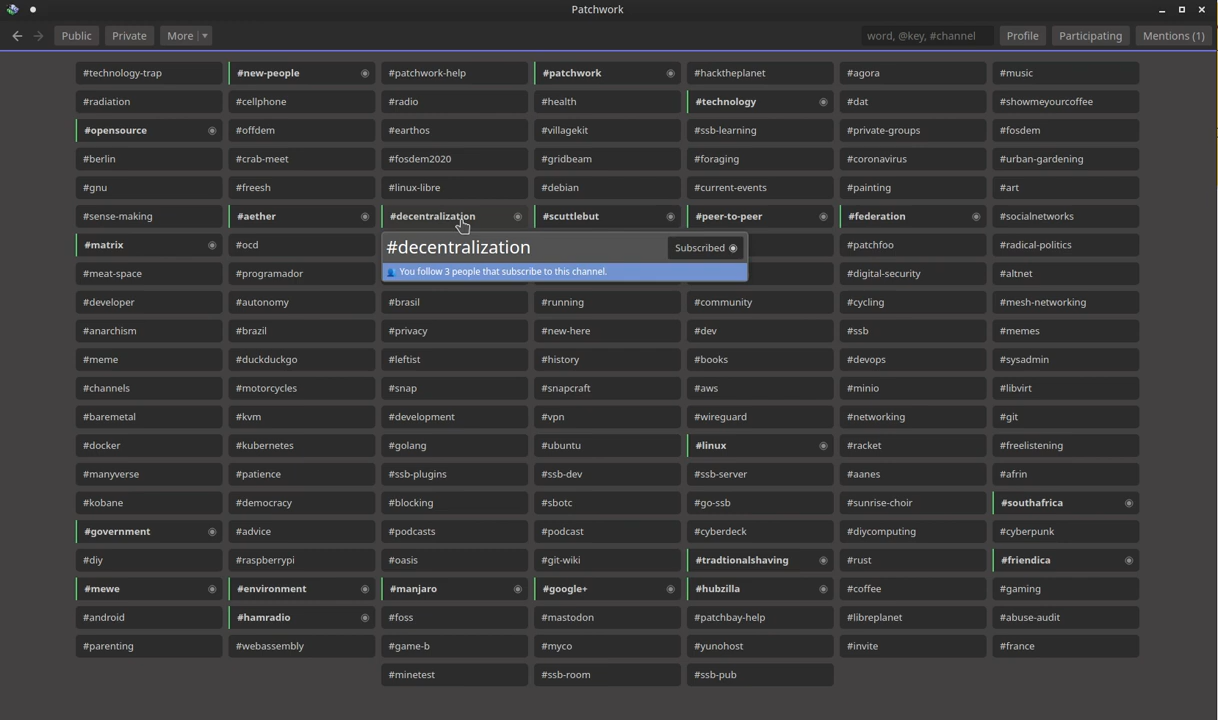 Patchwork
Public Private More word, @key, #channel Profile Participating Mentions (1)
#technology-trap #new-people #patchwork-help #patchwork #hacktheplanet #agora #music
#radiation #cellphone #radio #health #technology #dat #showmeyourcoffee
#opensource #offdem #earthos #villagekit #ssb-learning #private-groups #fosdem
#berlin #crab-meet #fosdem2020 #gridbeam #foraging #coronavirus #urban-gardening
#gnu #freesh #linux-libre #debian #current-events #painting #art
#sense-making #aether #decentralization #scuttlebut #peer-to-peer #federation #socialnetworks
#matrix #ocd #decentralization Subscribed #patchfoo #radical-politics
#meat-space #programador You follow 3 people that subscribe to this channel. #digital-security #altnet
#developer #autonomy #brasil #running #community #cycling #mesh-networking
#anarchism #brazil #privacy #new-here #dev #ssb #memes
#meme #duckduckgo #leftist #history #books #devops #sysadmin
#channels #motorcycles #snap #snapcraft #aws #minio #libvirt
#baremetal #kvm #development #vpn #wireguard #networking #git
#docker #kubernetes #golang #ubuntu #linux #racket #freelistening
#manyverse #patience #ssb-plugins #ssb-dev #ssb-server #aanes #afrin
#kobane #democracy #blocking #sbotc #go-ssb #sunrise-choir #southafrica
#government #advice #podcasts #podcast #cyberdeck #diycomputing #cyberpunk
#diy #raspberrypi #oasis #git-wiki #tradtionalshaving #rust #friendica
#mewe #environment #manjaro #google+ #hubzilla #coffee #gaming
#android #hamradio #foss #mastodon #patchbay-help #libreplanet #abuse-audit
#parenting #webassembly #game-b #myco #yunohost #invite #france
#minetest #ssb-room #ssb-pub